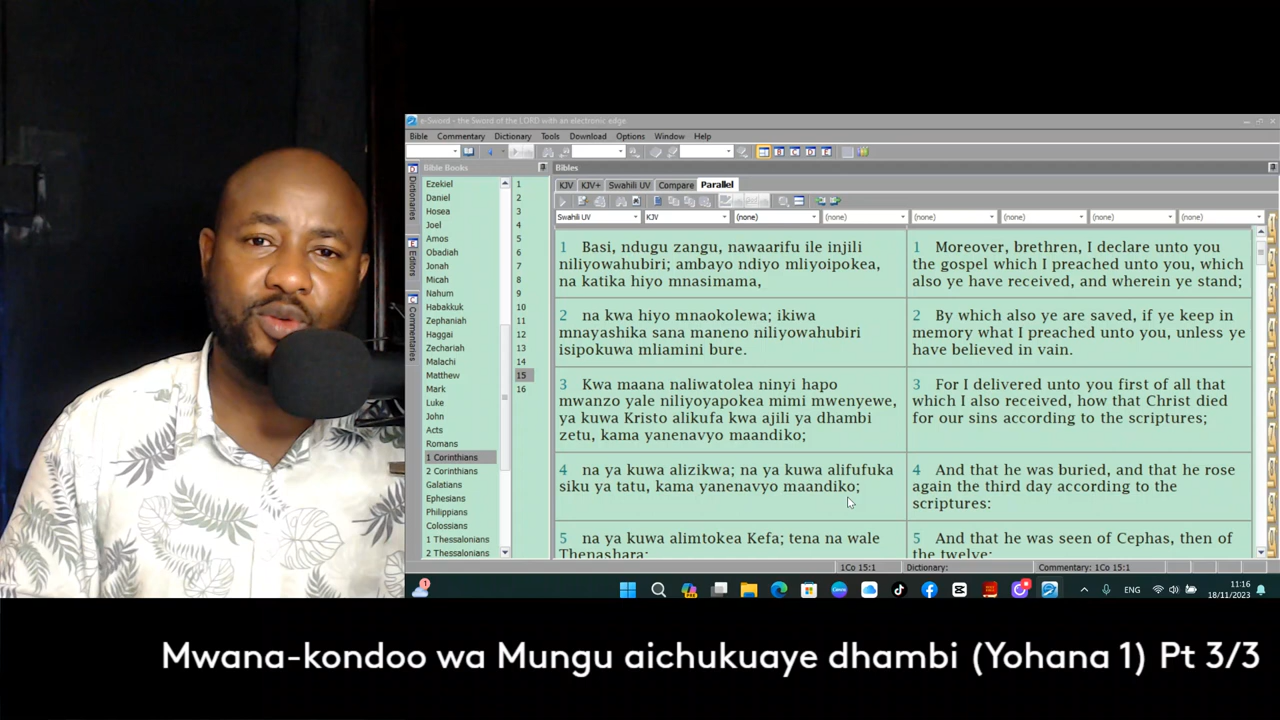 e-Sword - the Sword of the LORD with an electronic edge
Bible Commentary Dictionary Tools Download Options Window Help
Bible Books
Bibles
Dictionaries
Editors
Commentaries
Ezekiel
Daniel
Hosea
Joel
Amos
Obadiah
Jonah
Micah
Nahum
Habakkuk
Zephaniah
Haggai
Zechariah
Malachi
Matthew
Mark
Luke
John
Acts
Romans
1 Corinthians
2 Corinthians
Galatians
Ephesians
Philippians
Colossians
1 Thessalonians
2 Thessalonians
1
2
3
4
5
6
7
8
9
10
11
12
13
14
15
16
KJV KJV+ Swahili UV Compare Parallel
Swahili UV KJV (none) (none) (none) (none) (none) (none)
1 Basi, ndugu zangu, nawaarifu ile injili
niliyowahubiri; ambayo ndiyo mliyoipokea,
na katika hiyo mnasimama,
2 na kwa hiyo mnaokolewa; ikiwa
mnayashika sana maneno niliyowahubiri
isipokuwa mliamini bure.
3 Kwa maana naliwatolea ninyi hapo
mwanzo yale niliyoyapokea mimi mwenyewe,
ya kuwa Kristo alikufa kwa ajili ya dhambi
zetu, kama yanenavyo maandiko;
4 na ya kuwa alizikwa; na ya kuwa alifufuka
siku ya tatu, kama yanenavyo maandiko;
5 na ya kuwa alimtokea Kefa; tena na wale
Thenashara;
1 Moreover, brethren, I declare unto you
the gospel which I preached unto you, which
also ye have received, and wherein ye stand;
2 By which also ye are saved, if ye keep in
memory what I preached unto you, unless ye
have believed in vain.
3 For I delivered unto you first of all that
which I also received, how that Christ died
for our sins according to the scriptures;
4 And that he was buried, and that he rose
again the third day according to the
scriptures:
5 And that he was seen of Cephas, then of
the twelve:
1Co 15:1 Dictionary: Commentary: 1Co 15:1
1
ENG
11:16
18/11/2023
Mwana-kondoo wa Mungu aichukuaye dhambi (Yohana 1) Pt 3/3